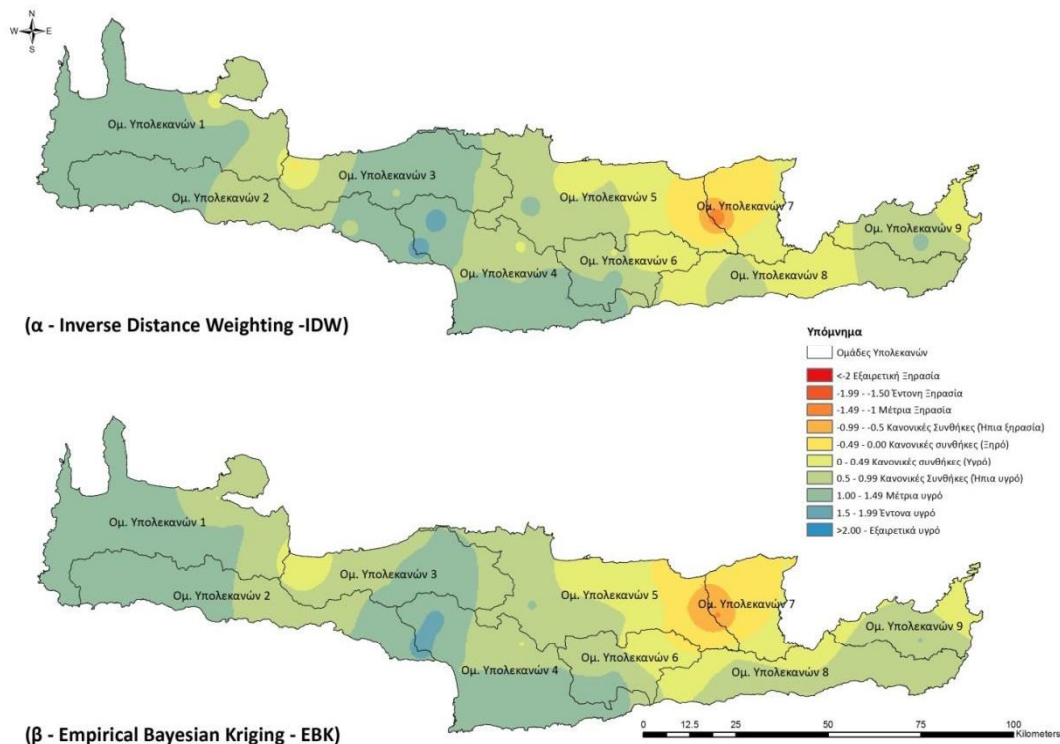 N
W E
S
Ομ. Υπολεκανών 1
Ομ. Υπολεκανών 2
Ομ. Υπολεκανών 3
Ομ. Υπολεκανών 4
Ομ. Υπολεκανών 5
Ομ. Υπολεκανών 6
Ομ. Υπολεκανών 7
Ομ. Υπολεκανών 8
Ομ. Υπολεκανών 9
(α - Inverse Distance Weighting -IDW)
Υπόμνημα
Ομάδες Υπολεκανών
<-2 Εξαιρετική Ξηρασία
-1.99 - -1.50 Έντονη Ξηρασία
-1.49 - -1 Μέτρια Ξηρασία
-0.99 - -0.5 Κανονικές Συνθήκες (Ήπια ξηρασία)
-0.49 - 0.00 Κανονικές συνθήκες (Ξηρό)
0 - 0.49 Κανονικές συνθήκες (Υγρό)
0.5 - 0.99 Κανονικές Συνθήκες (Ήπια υγρό)
1.00 - 1.49 Μέτρια υγρό
1.5 - 1.99 Έντονα υγρό
>2.00 - Εξαιρετικά υγρό
Ομ. Υπολεκανών 1
Ομ. Υπολεκανών 2
Ομ. Υπολεκανών 3
Ομ. Υπολεκανών 4
Ομ. Υπολεκανών 5
Ομ. Υπολεκανών 6
Ομ. Υπολεκανών 7
Ομ. Υπολεκανών 8
Ομ. Υπολεκανών 9
(β - Empirical Bayesian Kriging - EBK)
0 12.5 25 50 75 100
Kilometers